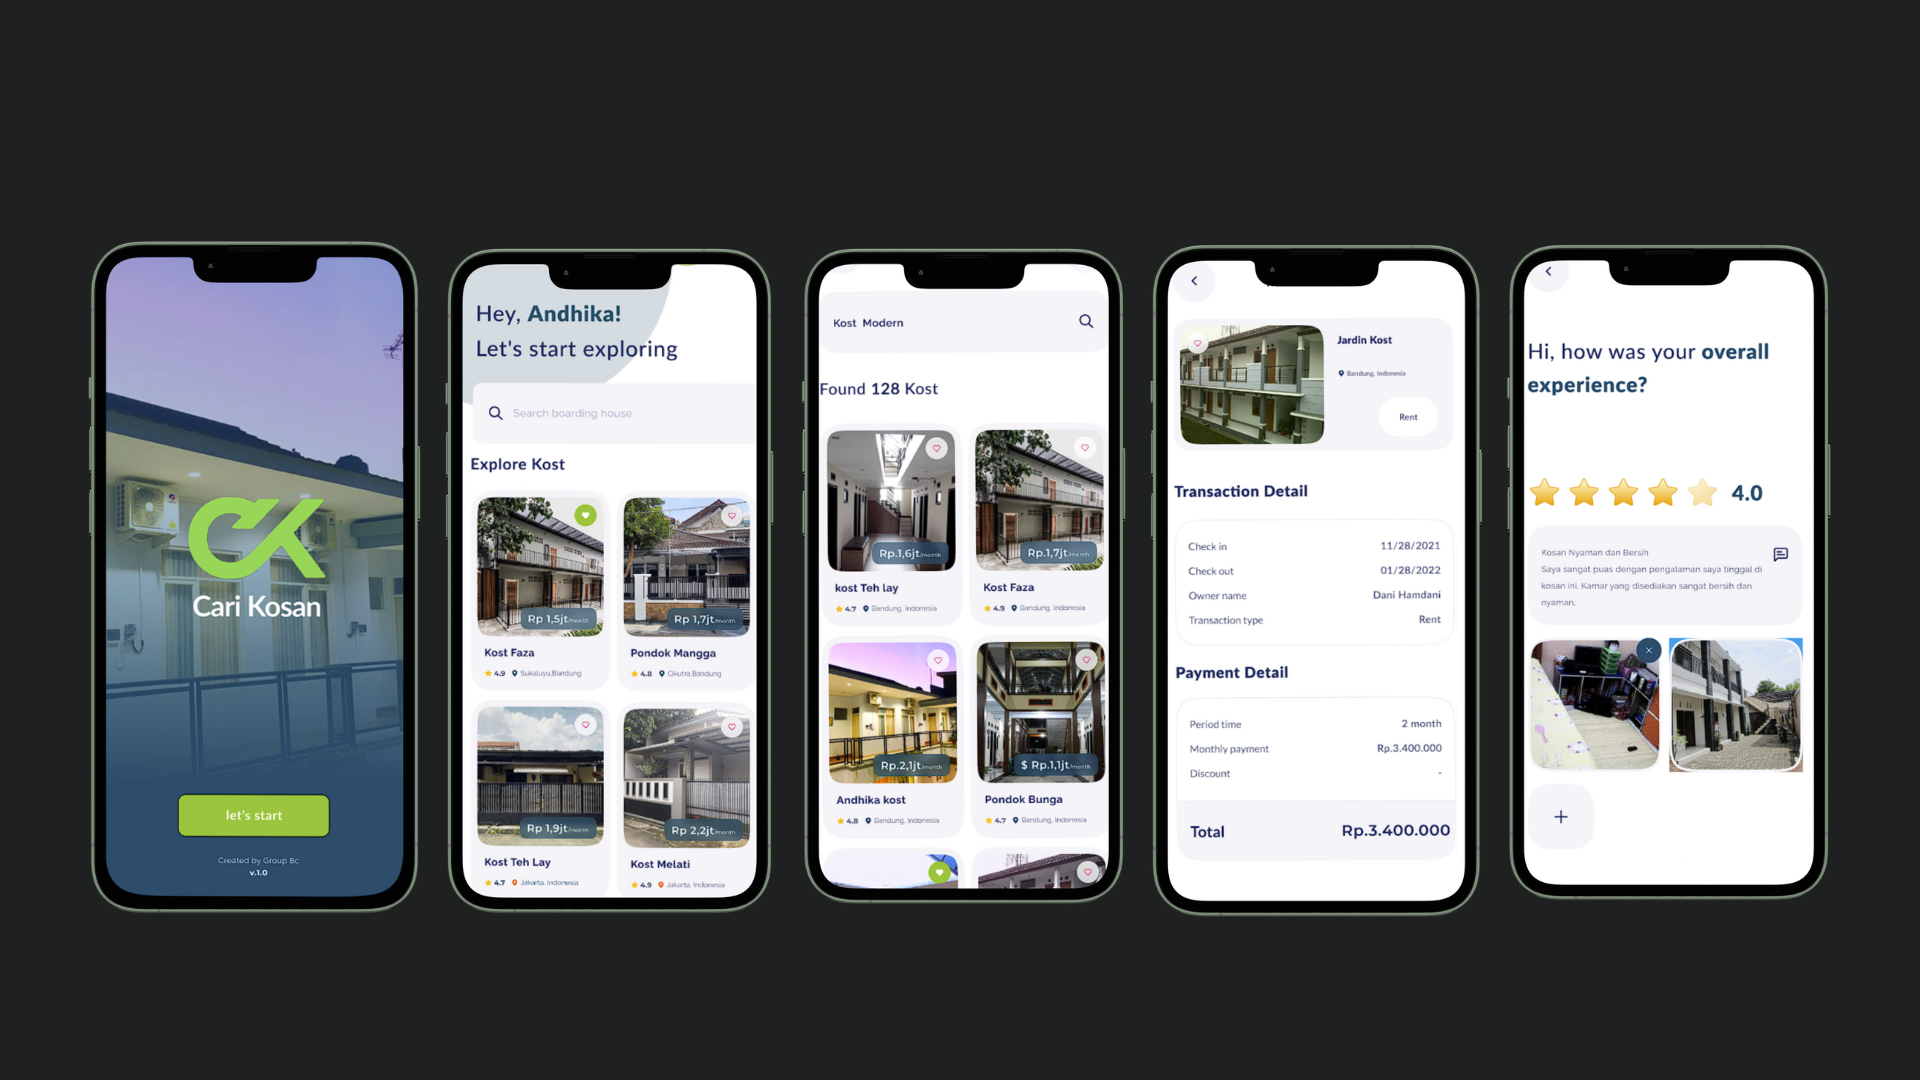 CK
Cari Kosan
let's start
Created by Group 8c
v.1.0
Hey, Andhika!
Let's start exploring
Search boarding house
Explore Kost
Rp 1,5jt/month
Kost Faza
4.9 Sukaluyu,Bandung
Rp 1,7jt/month
Pondok Mangga
4.8 Cikutra,Bandung
Rp 1,9jt/month
Kost Teh Lay
4.7 Jakarta, Indonesia
Rp 2,2jt/month
Kost Melati
4.9 Jakarta, Indonesia
Kost Modern
Found 128 Kost
Rp.1,6jt/month
kost Teh lay
4.7 Bandung, Indonesia
Rp.1,7jt/month
Kost Faza
4.9 Bandung, Indonesia
Rp.2,1jt/month
Andhika kost
4.8 Bandung, Indonesia
$ Rp.1,1jt/month
Pondok Bunga
4.7 Bandung, Indonesia
Jardin Kost
Bandung, Indonesia
Rent
Transaction Detail
Check in 11/28/2021
Check out 01/28/2022
Owner name Dani Hamdani
Transaction type Rent
Payment Detail
Period time 2 month
Monthly payment Rp.3.400.000
Discount -
Total Rp.3.400.000
Hi, how was your overall
experience?
4.0
Kosan Nyaman dan Bersih
Saya sangat puas dengan pengalaman saya tinggal di
kosan ini. Kamar yang disediakan sangat bersih dan
nyaman.